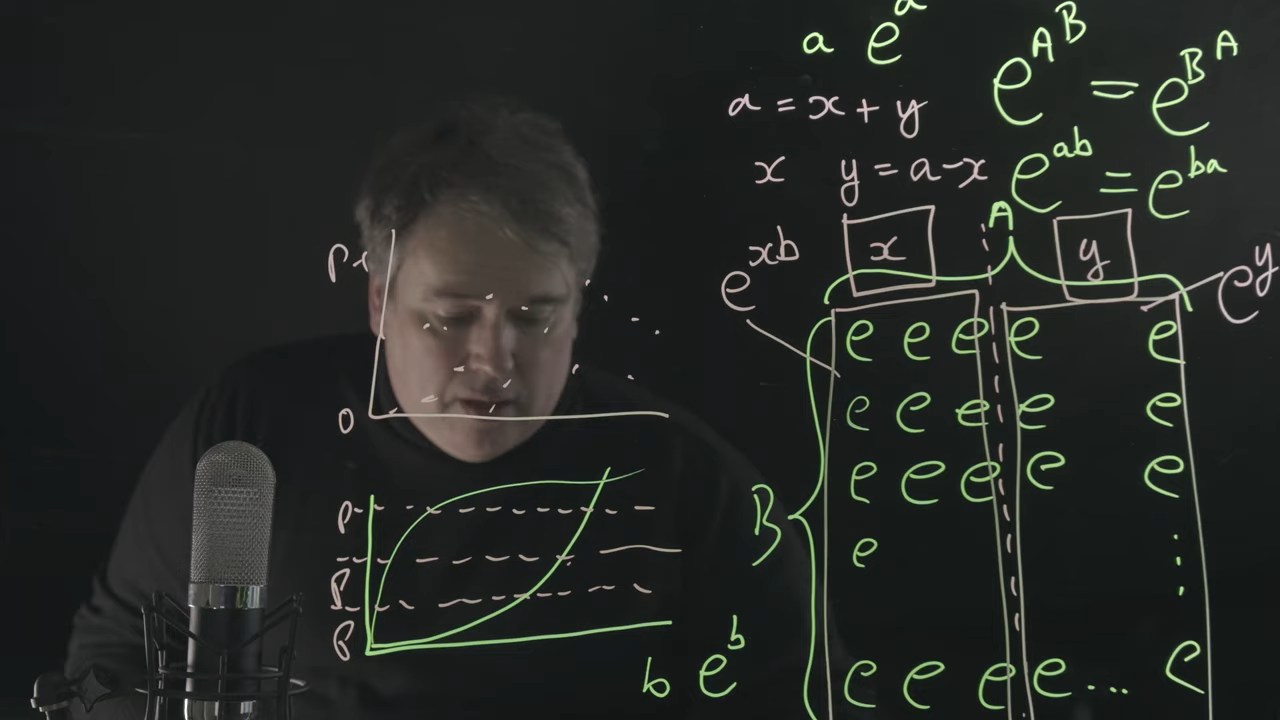 a e^a
e^{A^B} = e^{B^A}
a = x + y
x y = a - x
e^{ab} = e^{ba}
A
e^{xb} x y e^y
e e e e e
e e e e e
e e e e e
e ⋮
e e e e ... e
B
0
b e^b